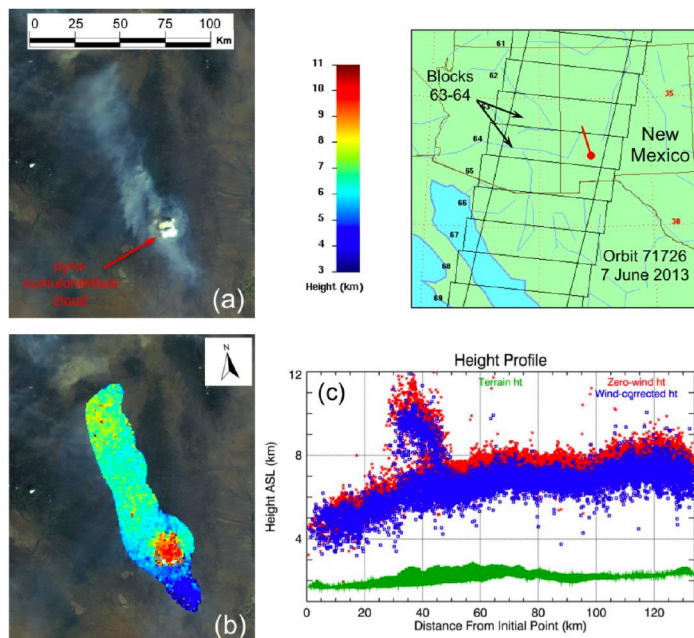 (a)
0 25 50 75 100
Km
pyro-
cumulonimbus
cloud
11
10
9
8
7
6
5
4
3
Height (km)
61
62
Blocks
63-64
63
64
65
66
67
68
69
35
30
New
Mexico
Orbit 71726
7 June 2013
(b)
N
Height Profile
(c)
Terrain ht
Zero-wind ht
Wind-corrected ht
12
8
4
Height ASL (km)
0 20 40 60 80 100 120
Distance From Initial Point (km)